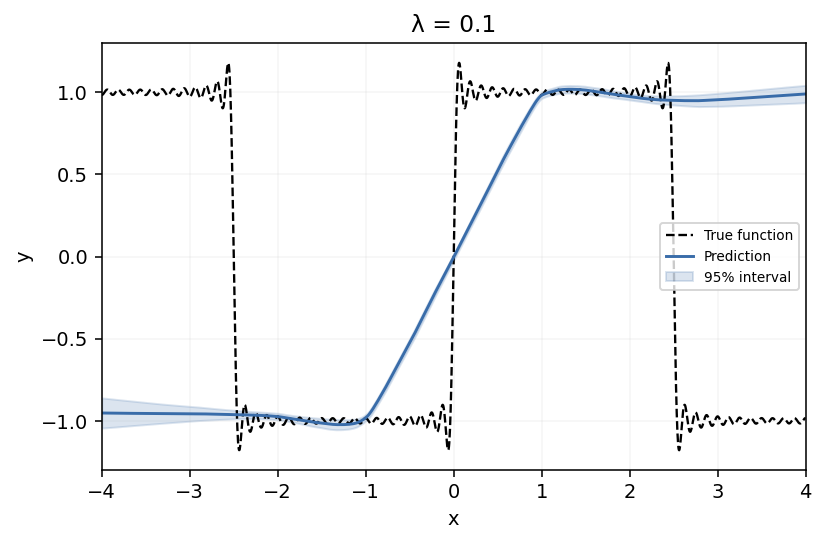 λ = 0.1
y
1.0
0.5
0.0
−0.5
−1.0
True function
Prediction
95% interval
−4 −3 −2 −1 0 1 2 3 4
x